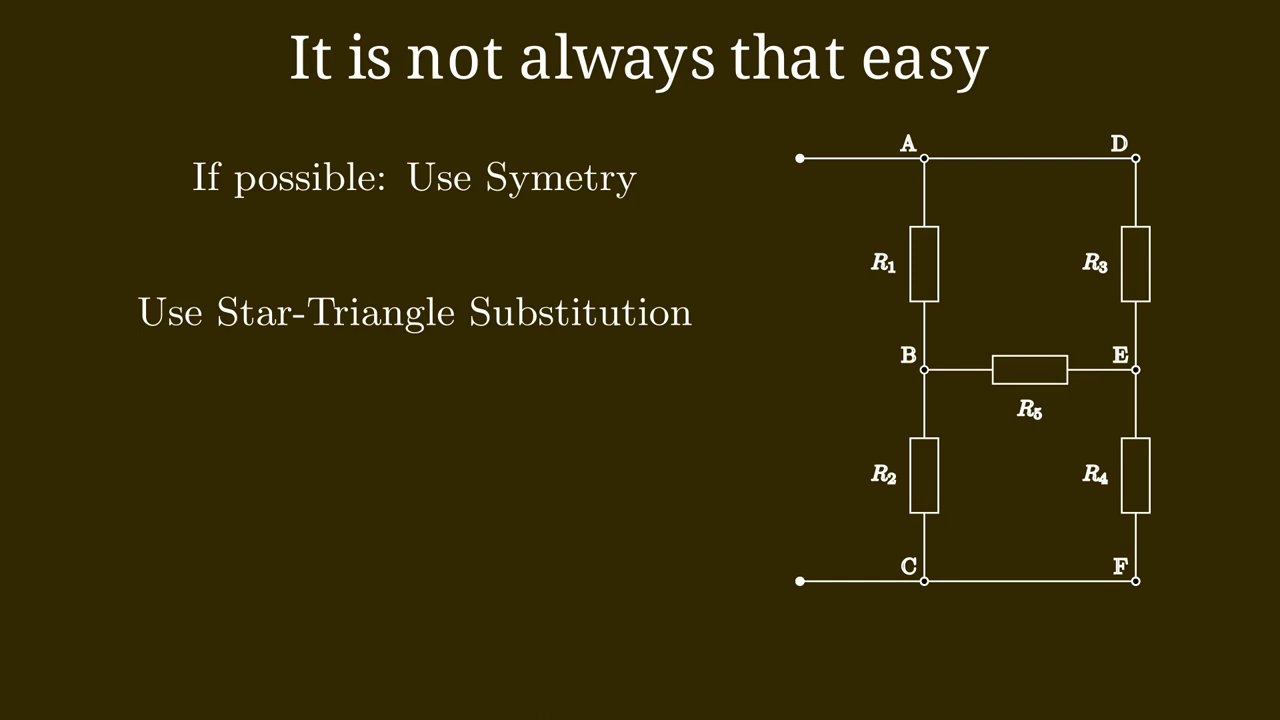 It is not always that easy
If possible: Use Symetry
Use Star-Triangle Substitution
A
D
R₁
R₃
B
E
R₅
R₂
R₄
C
F